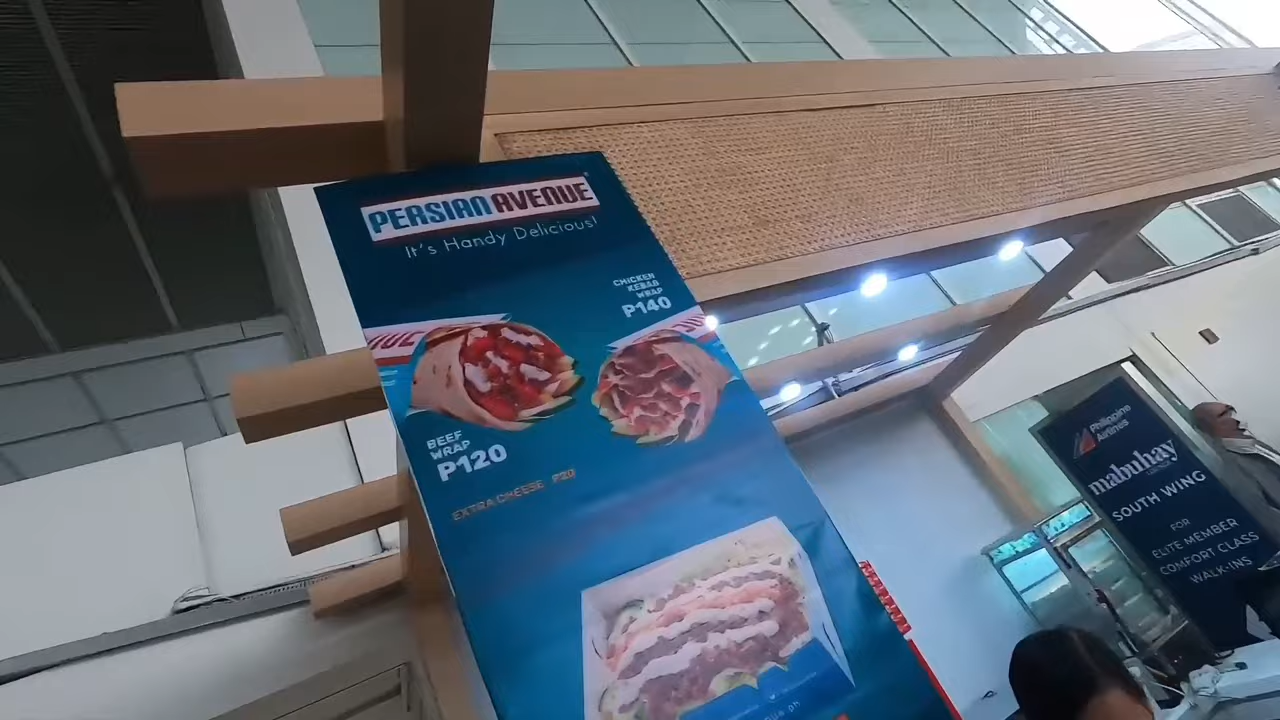 PERSIAN AVENUE
It's Handy Delicious!
CHICKEN
KEBAB
WRAP
P140
BEEF
WRAP
P120
EXTRA CHEESE P20
Philippine
Airlines
mabuhay
SOUTH WING
FOR
ELITE MEMBER
COMFORT CLASS
WALK-INS